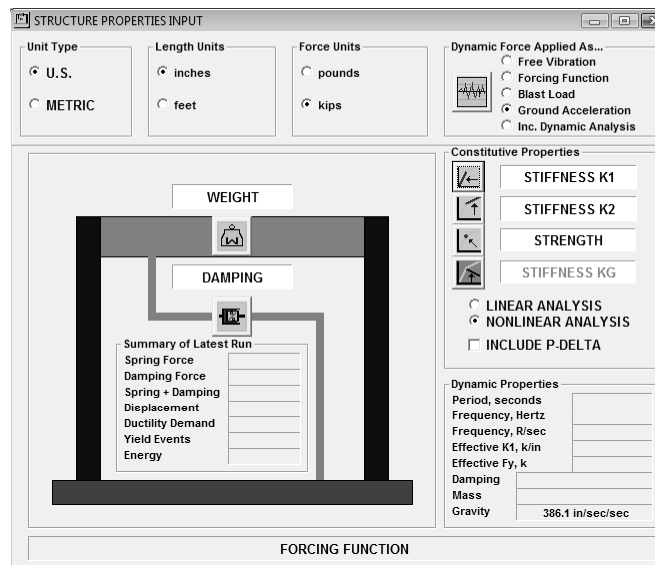 STRUCTURE PROPERTIES INPUT
Unit Type
U.S.
METRIC
Length Units
inches
feet
Force Units
pounds
kips
Dynamic Force Applied As...
Free Vibration
Forcing Function
Blast Load
Ground Acceleration
Inc. Dynamic Analysis
WEIGHT
W
DAMPING
Summary of Latest Run
Spring Force
Damping Force
Spring + Damping
Displacement
Ductility Demand
Yield Events
Energy
Constitutive Properties
STIFFNESS K1
STIFFNESS K2
STRENGTH
STIFFNESS KG
LINEAR ANALYSIS
NONLINEAR ANALYSIS
INCLUDE P-DELTA
Dynamic Properties
Period, seconds
Frequency, Hertz
Frequency, R/sec
Effective K1, k/in
Effective Fy, k
Damping
Mass
Gravity 386.1 in/sec/sec
FORCING FUNCTION